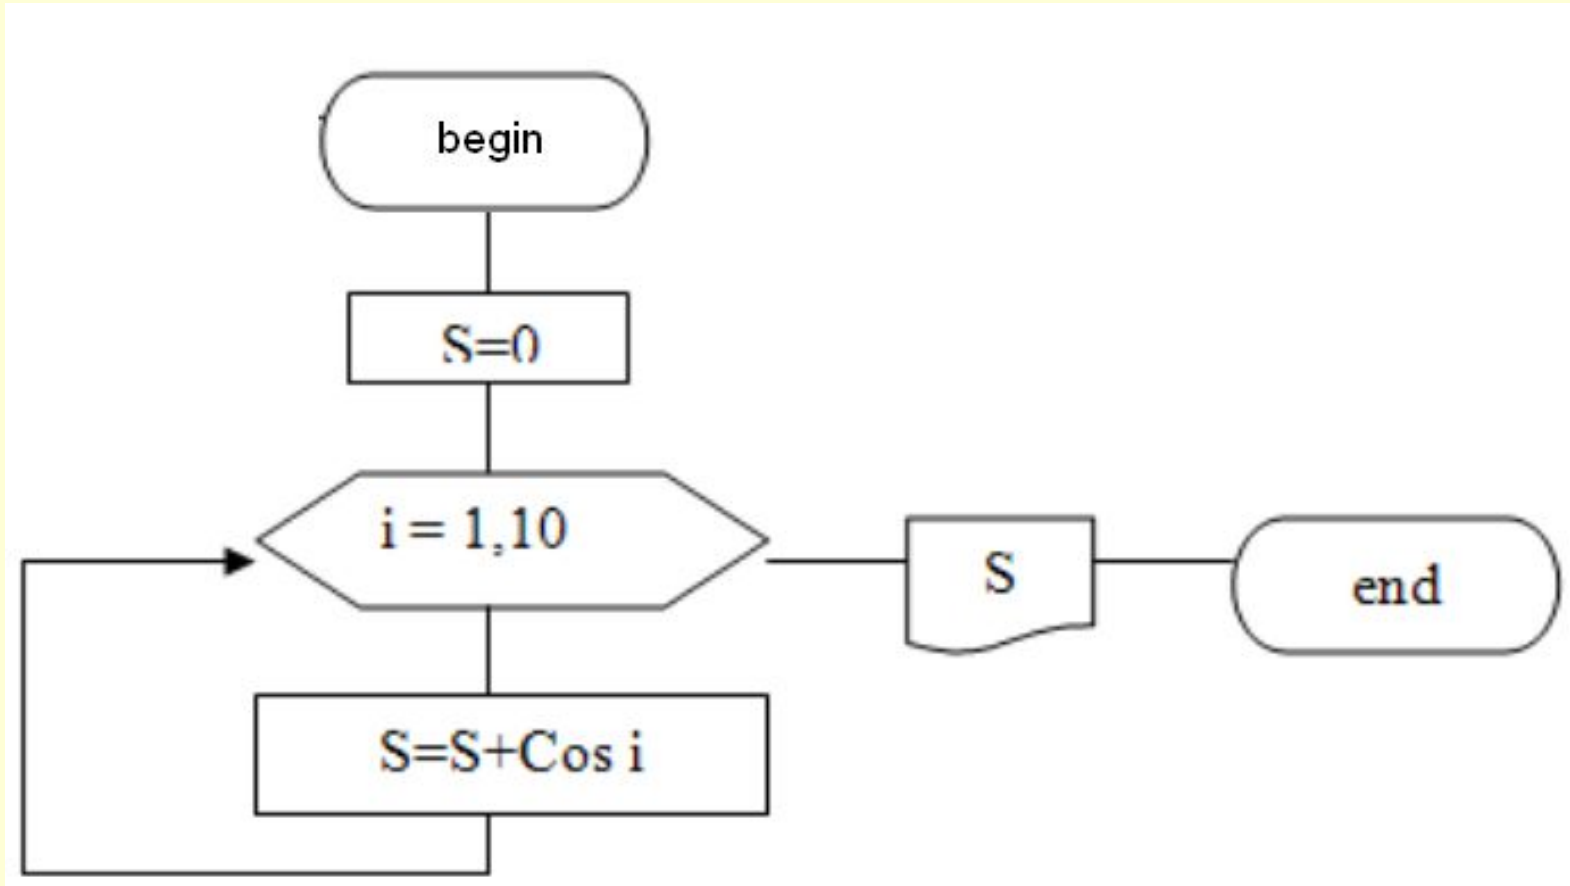 begin
S=0
i = 1,10
S
end
S=S+Cos i